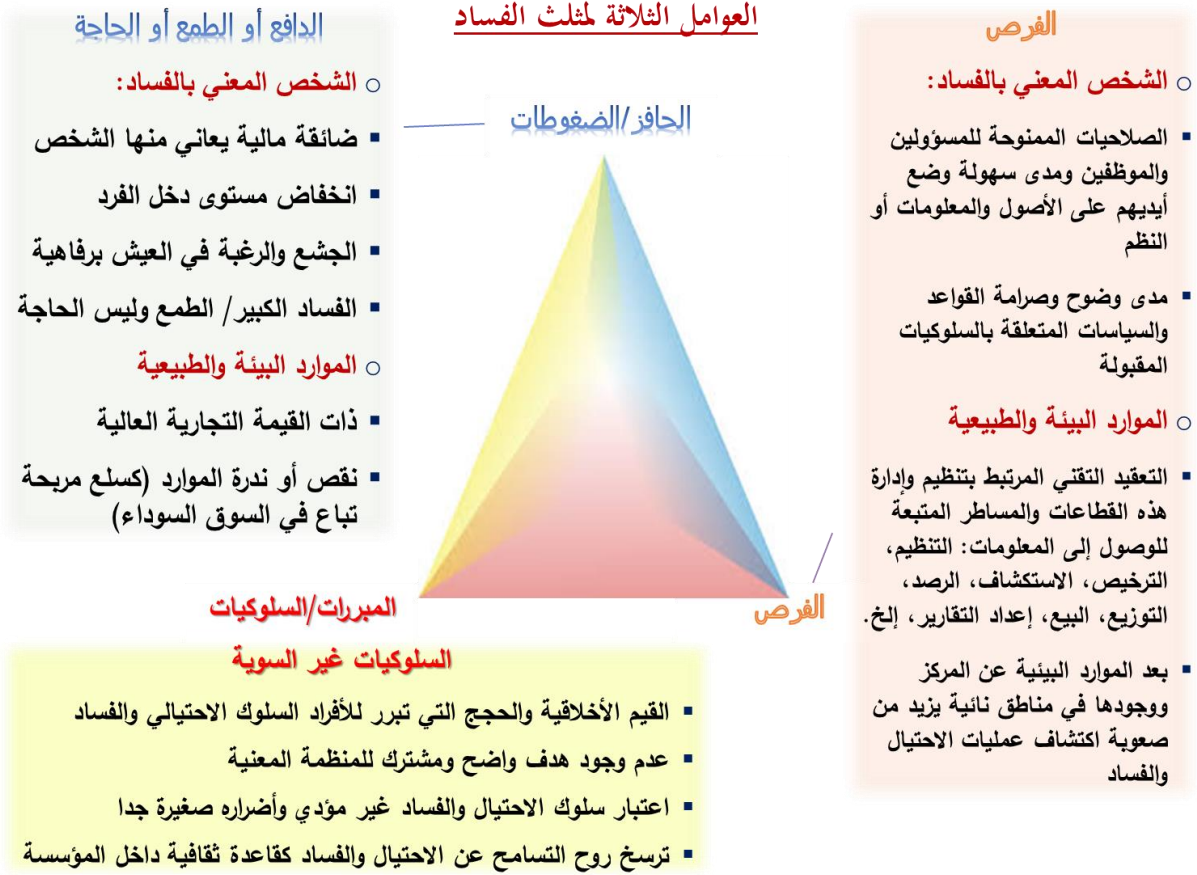 العوامل الثلاثة لمثلث الفساد
الفرص
الشخص المعني بالفساد:
الصلاحيات الممنوحة للمسؤولين
والموظفين ومدى سهولة وضع
أيديهم على الأصول والمعلومات أو
النظم
مدى وضوح وصرامة القواعد
والسياسات المتعلقة بالسلوكيات
المقبولة
الموارد البيئة والطبيعية
التعقيد التقني المرتبط بتنظيم وإدارة
هذه القطاعات والمساطر المتبعة
للوصول إلى المعلومات: التنظيم،
الترخيص، الاستكشاف، الرصد،
التوزيع، البيع، إعداد التقارير، إلخ.
بعد الموارد البيئية عن المركز
ووجودها في مناطق نائية يزيد من
صعوبة اكتشاف عمليات الاحتيال
والفساد
الحافز/الضغوطات
الفرص
المبررات/السلوكيات
الدافع أو الطمع أو الحاجة
الشخص المعني بالفساد:
ضائقة مالية يعاني منها الشخص
انخفاض مستوى دخل الفرد
الجشع والرغبة في العيش برفاهية
الفساد الكبير/ الطمع وليس الحاجة
الموارد البيئة والطبيعية
ذات القيمة التجارية العالية
نقص أو ندرة الموارد (كسلع مربحة
تباع في السوق السوداء)
السلوكيات غير السوية
القيم الأخلاقية والحجج التي تبرر للأفراد السلوك الاحتيالي والفساد
عدم وجود هدف واضح ومشترك للمنظمة المعنية
اعتبار سلوك الاحتيال والفساد غير مؤدي وأضراره صغيرة جدا
ترسخ روح التسامح عن الاحتيال والفساد كقاعدة ثقافية داخل المؤسسة